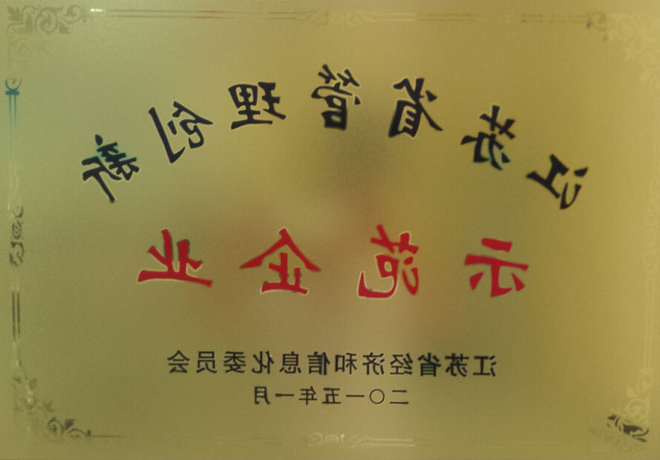 江苏省管理创新
示范企业
江苏省经济和信息化委员会
二〇一五年一月